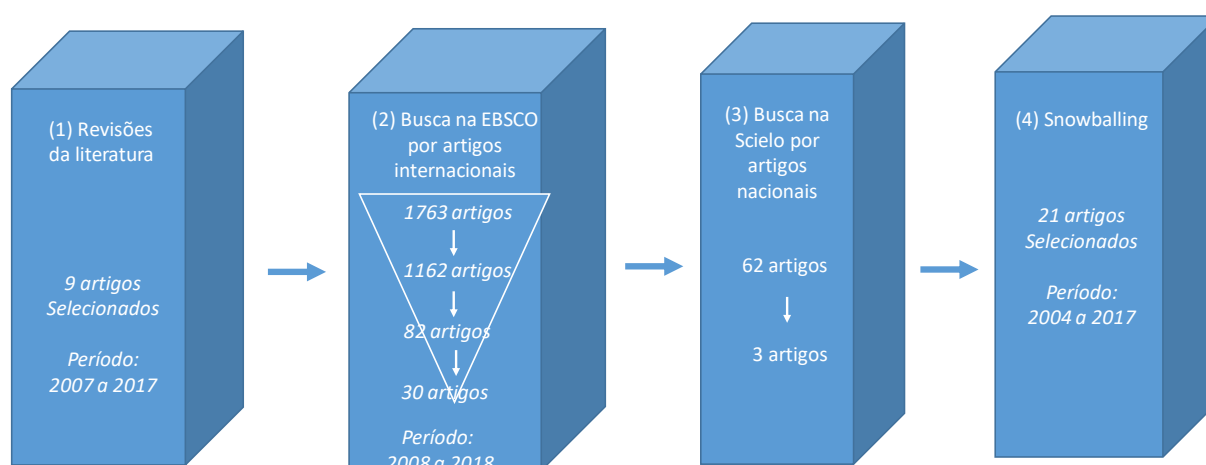 (1) Revisões
da literatura
9 artigos
Selecionados
Período:
2007 a 2017
(2) Busca na EBSCO
por artigos
internacionais
1763 artigos
1162 artigos
82 artigos
30 artigos
Período:
2008 a 2018
(3) Busca na
Scielo por
artigos
nacionais
62 artigos
3 artigos
(4) Snowballing
21 artigos
Selecionados
Período:
2004 a 2017